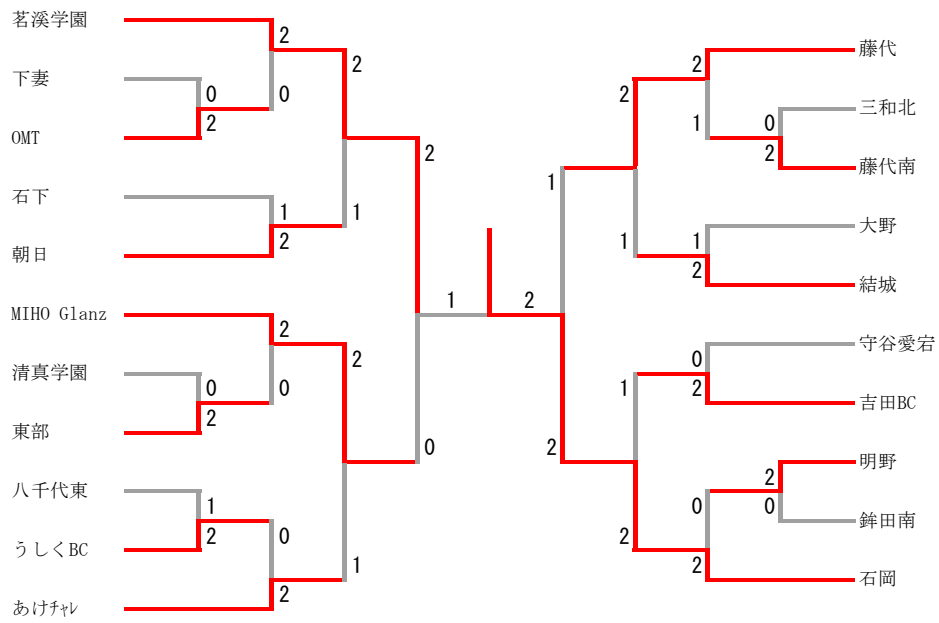 茗溪学園
2
2
下妻
0
0
2
OMT
2
石下
1
1
2
朝日
MIHO Glanz
2
2
清真学園
0
0
2
東部
0
八千代東
1
0
2
うしくBC
1
2
あけチャレ
1
2
藤代
2
2
三和北
1
0
2
藤代南
1
大野
1
1
2
結城
守谷愛宕
0
1
2
吉田BC
2
明野
2
0
0
鉾田南
2
2
石岡